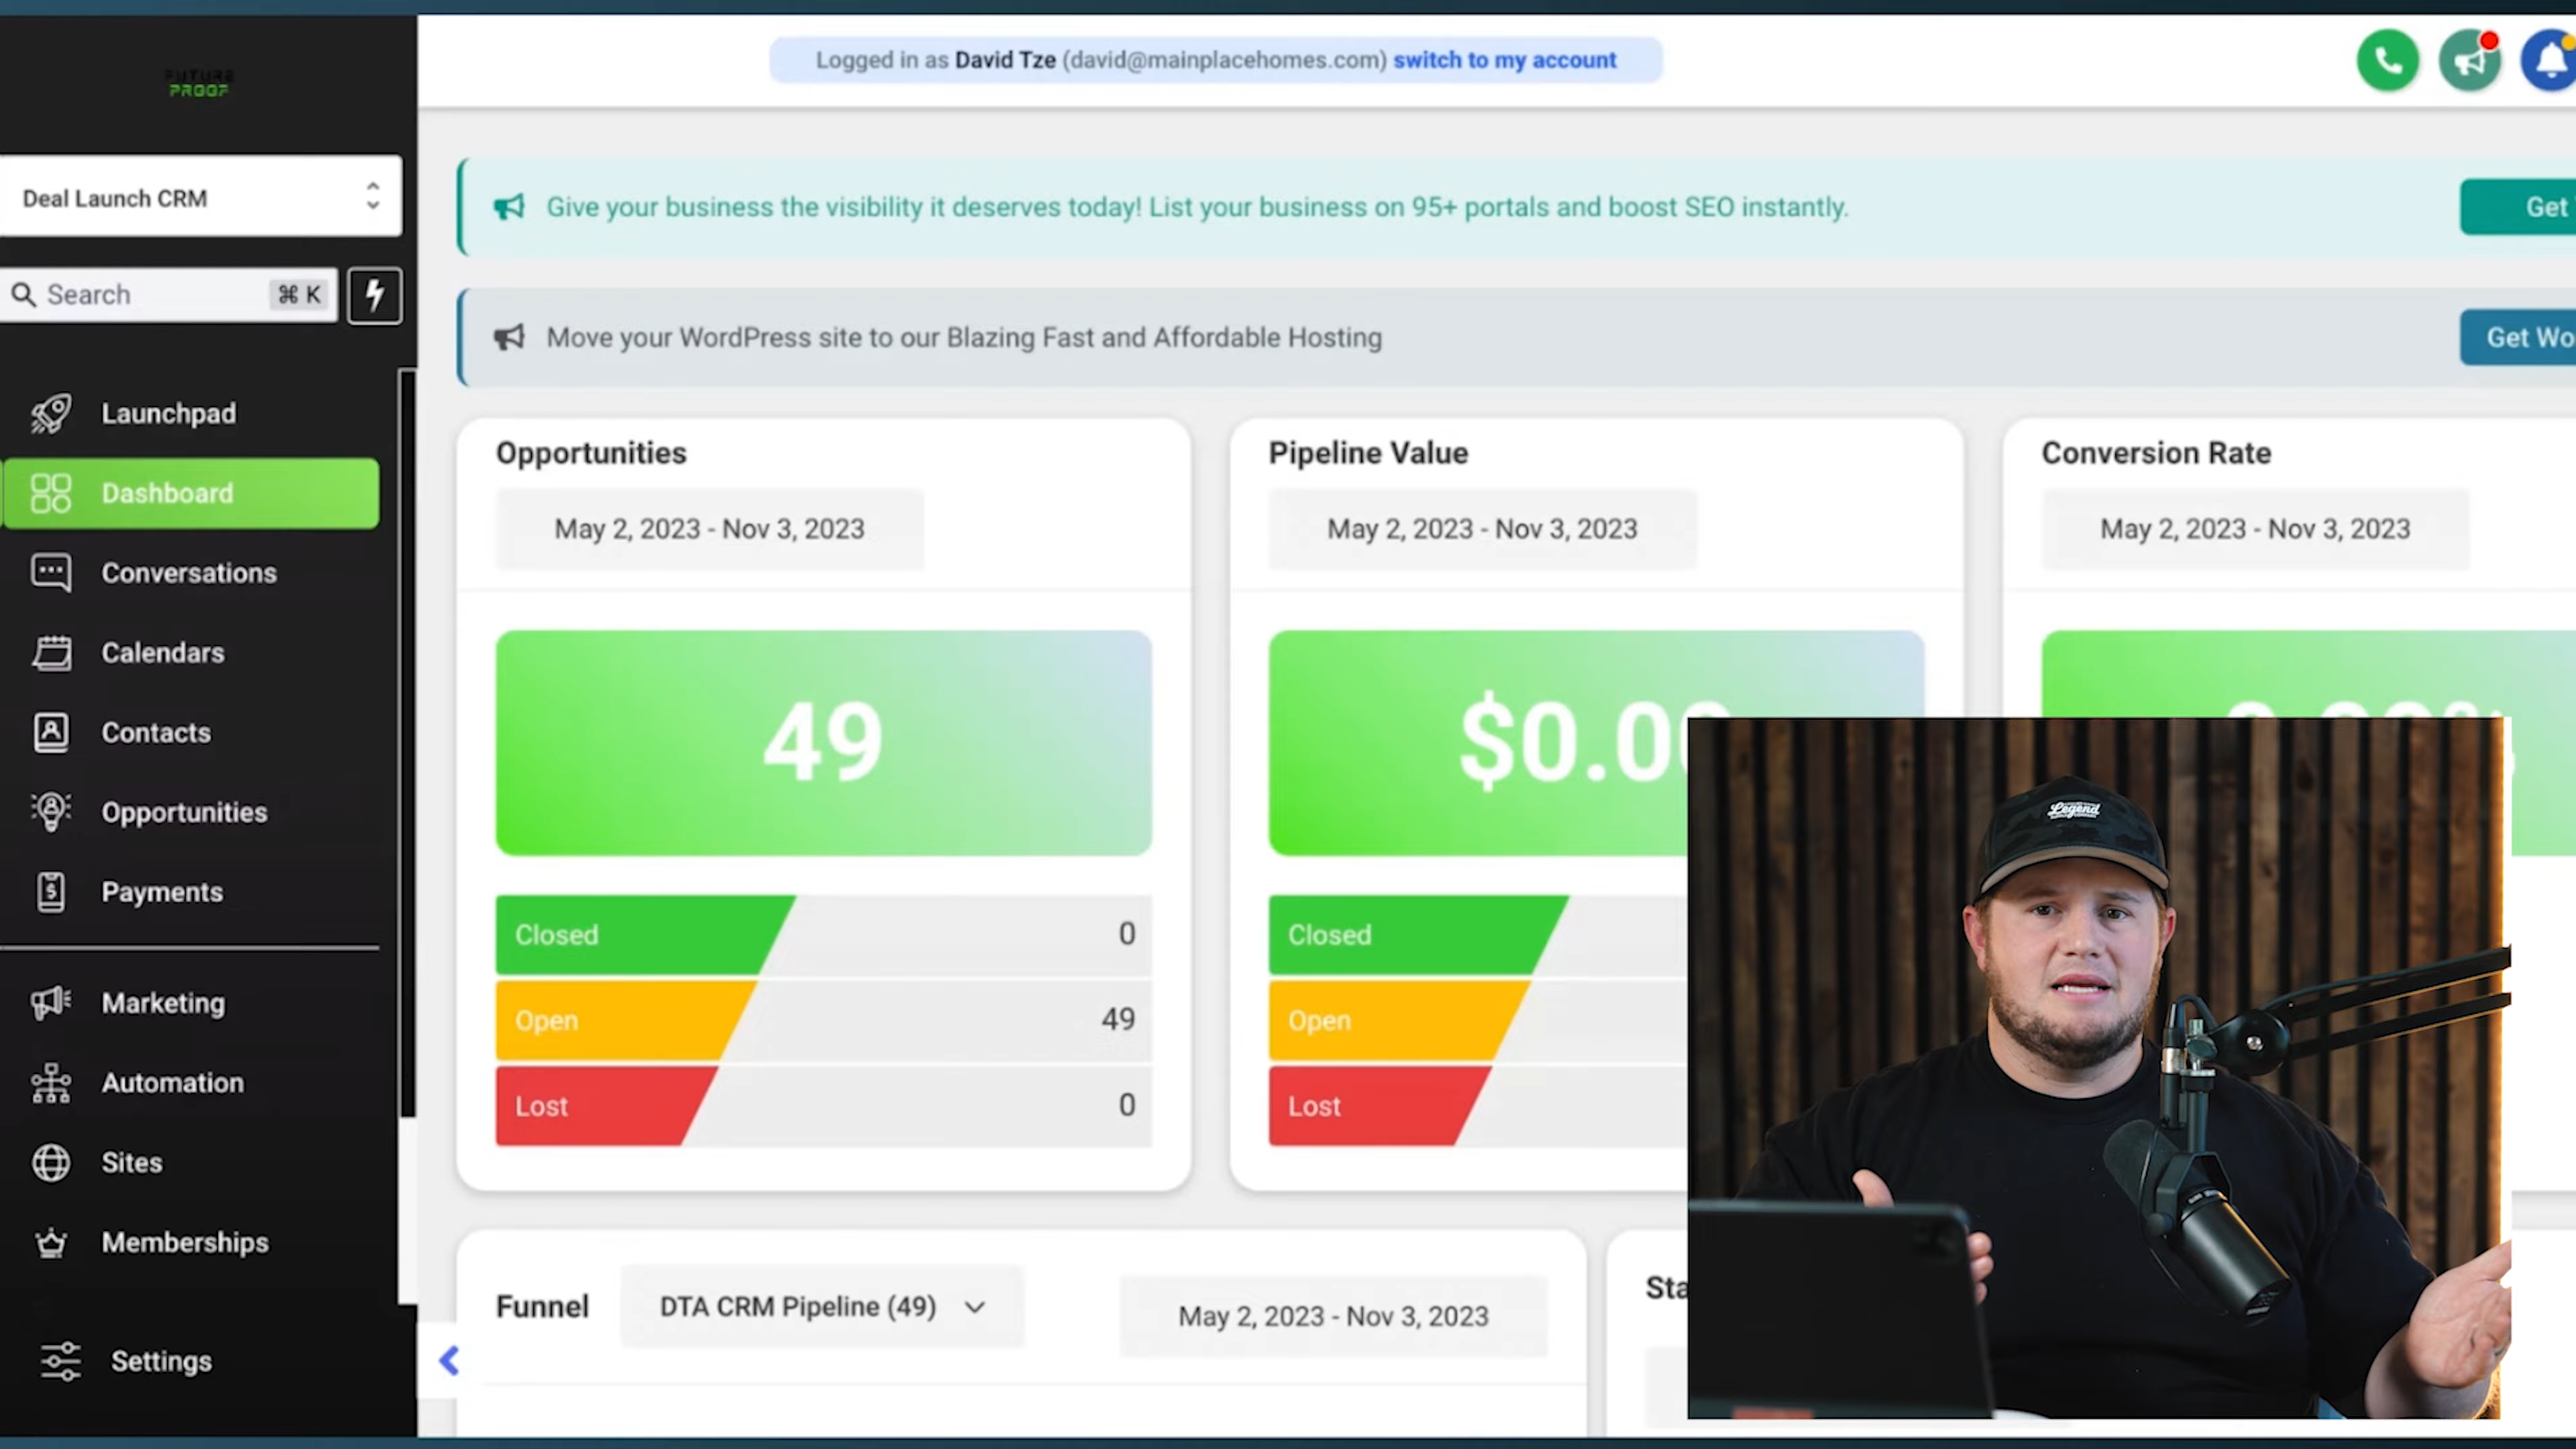 FUTURE
PROOF
Logged in as David Tze (david@mainplacehomes.com) switch to my account
Deal Launch CRM
Search
⌘ K
Launchpad
Dashboard
Conversations
Calendars
Contacts
Opportunities
Payments
Marketing
Automation
Sites
Memberships
Settings
Give your business the visibility it deserves today! List your business on 95+ portals and boost SEO instantly.
Get
Move your WordPress site to our Blazing Fast and Affordable Hosting
Get Wo
Opportunities
May 2, 2023 - Nov 3, 2023
49
Closed 0
Open 49
Lost 0
Pipeline Value
May 2, 2023 - Nov 3, 2023
$0.0
Closed
Open
Lost
Conversion Rate
May 2, 2023 - Nov 3, 2023
Funnel
DTA CRM Pipeline (49)
May 2, 2023 - Nov 3, 2023
Sta
Legend